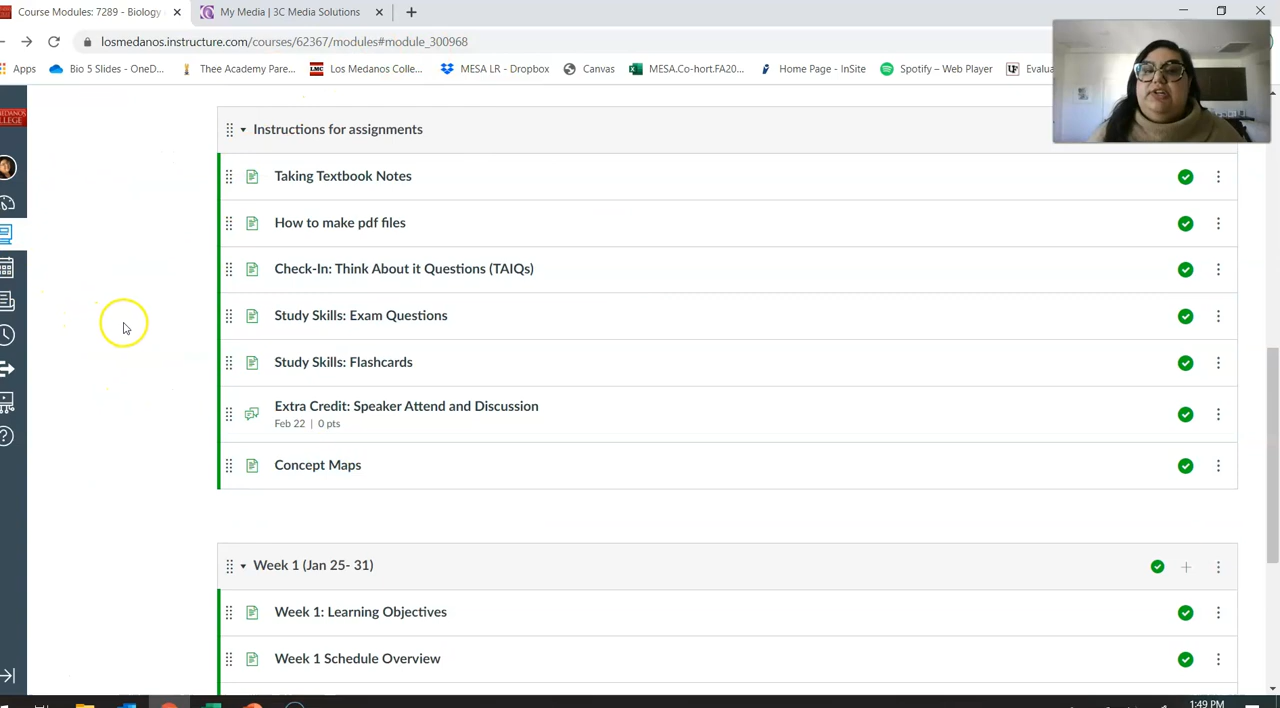 Course Modules: 7289 - Biology
My Media | 3C Media Solutions
losmedanos.instructure.com/courses/62367/modules#module_300968
Apps
Bio 5 Slides - OneD...
Thee Academy Pare...
LMC
Los Medanos Colle...
MESA LR - Dropbox
Canvas
MESA.Co-hort.FA20...
Home Page - InSite
Spotify – Web Player
Evalua
Instructions for assignments
Taking Textbook Notes
How to make pdf files
Check-In: Think About it Questions (TAIQs)
Study Skills: Exam Questions
Study Skills: Flashcards
Extra Credit: Speaker Attend and Discussion
Feb 22 | 0 pts
Concept Maps
Week 1 (Jan 25- 31)
Week 1: Learning Objectives
Week 1 Schedule Overview
1:49 PM